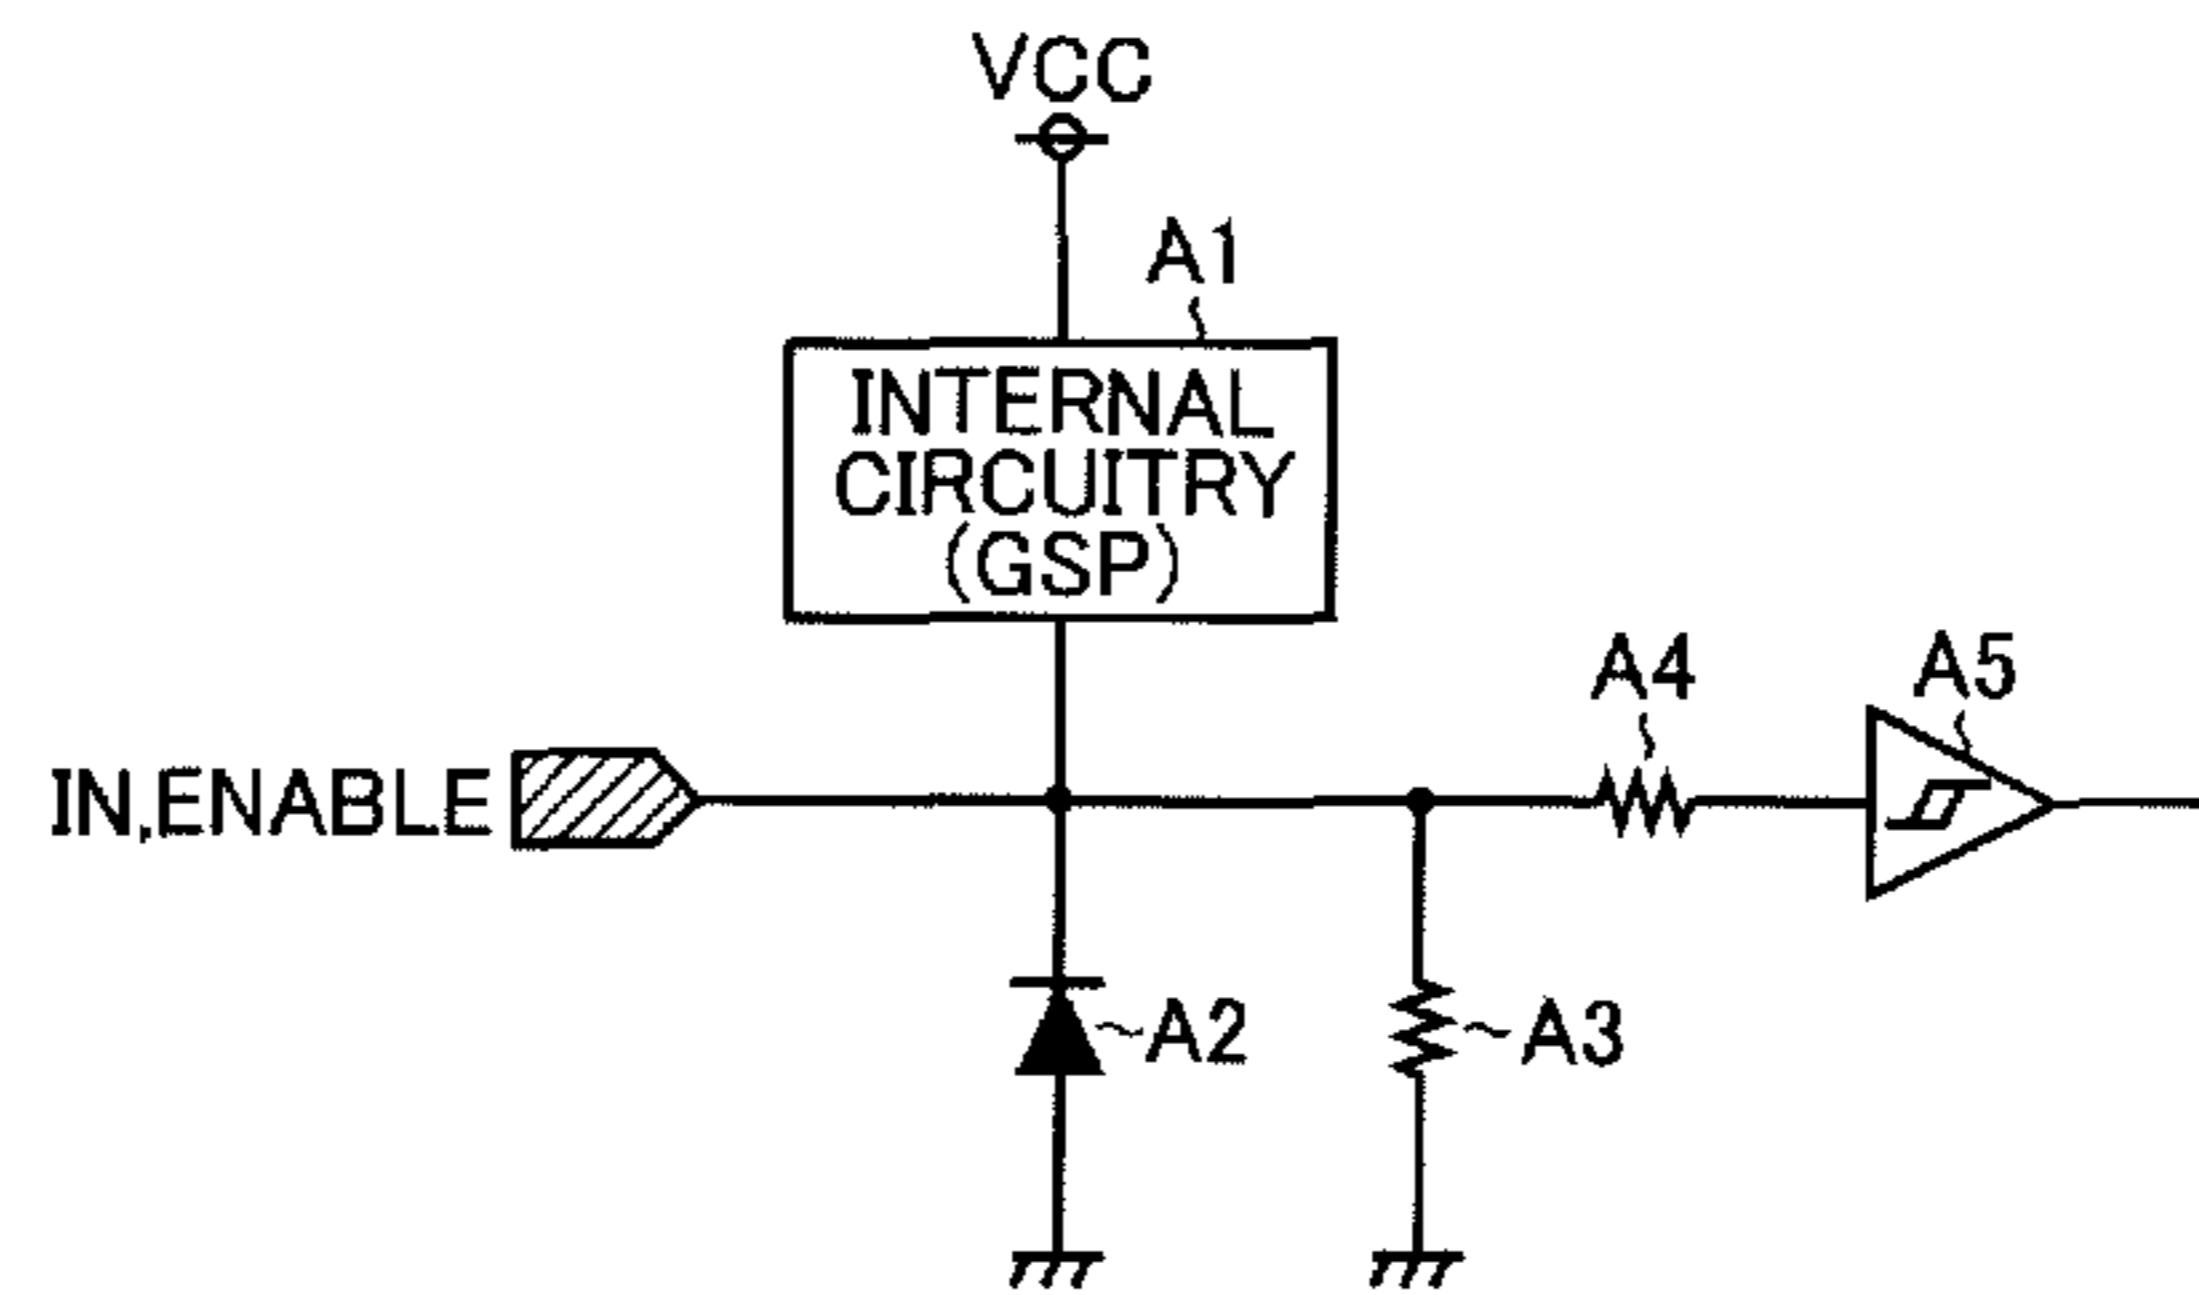 VCC
A1
INTERNAL
CIRCUITRY
(GSP)
A4
A5
IN,ENABLE
A2
A3